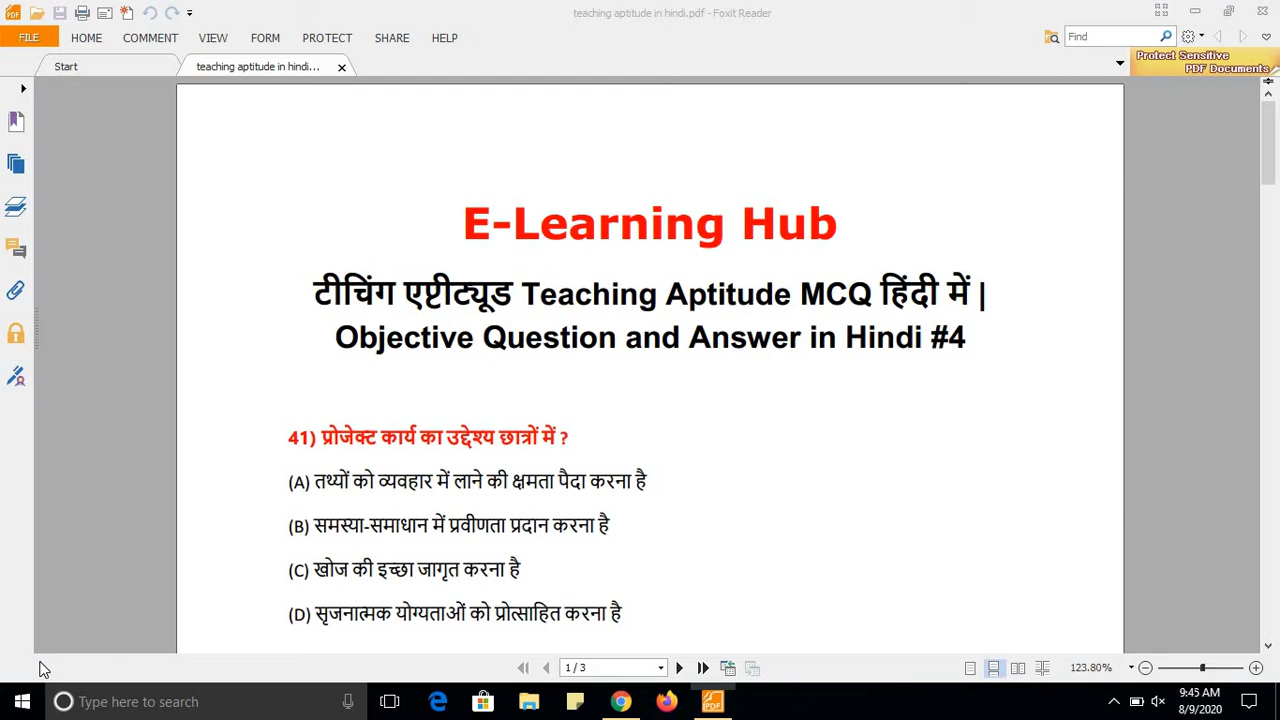 teaching aptitude in hindi.pdf - Foxit Reader
FILE HOME COMMENT VIEW FORM PROTECT SHARE HELP
Find
Start
teaching aptitude in hindi...
Protect Sensitive
PDF Documents
E-Learning Hub
टीचिंग एप्टीट्यूड Teaching Aptitude MCQ हिंदी में |
Objective Question and Answer in Hindi #4
41) प्रोजेक्ट कार्य का उद्देश्य छात्रों में ?
(A) तथ्यों को व्यवहार में लाने की क्षमता पैदा करना है
(B) समस्या-समाधान में प्रवीणता प्रदान करना है
(C) खोज की इच्छा जागृत करना है
(D) सृजनात्मक योग्यताओं को प्रोत्साहित करना है
1 / 3
123.80%
Type here to search
PDF
9:45 AM
8/9/2020